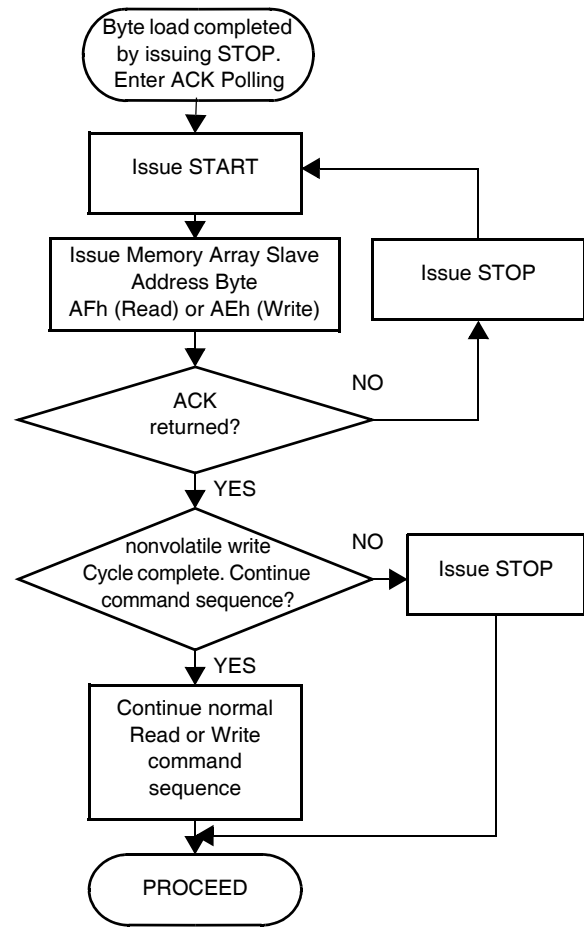 Byte load completed
by issuing STOP.
Enter ACK Polling
Issue START
Issue Memory Array Slave
Address Byte
AFh (Read) or AEh (Write)
Issue STOP
ACK
returned?
NO
YES
nonvolatile write
Cycle complete. Continue
command sequence?
NO
Issue STOP
YES
Continue normal
Read or Write
command
sequence
PROCEED